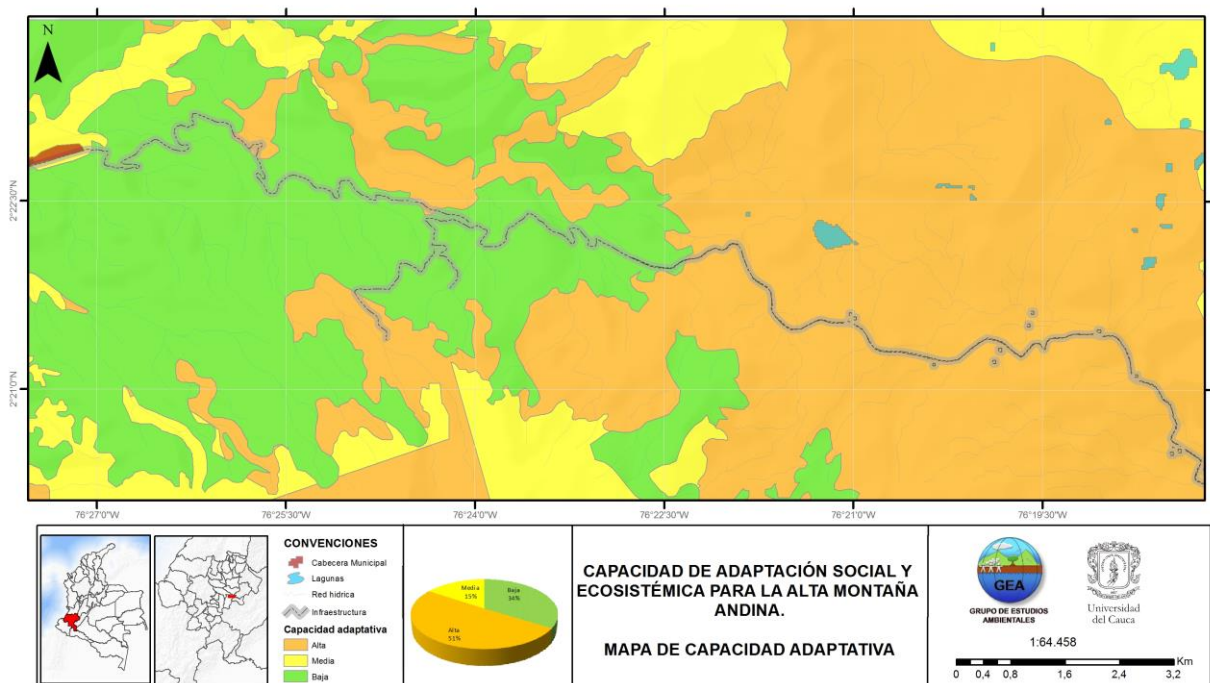 N
2°22'30"N
2°21'0"N
76°27'0"W
76°25'30"W
76°24'0"W
76°22'30"W
76°21'0"W
76°19'30"W
CONVENCIONES
Cabecera Municipal
Lagunas
Red hidrica
Infraestructura
Capacidad adaptativa
Alta
Media
Baja
Media
15%
Baja
34%
Alta
51%
CAPACIDAD DE ADAPTACIÓN SOCIAL Y
ECOSISTÉMICA PARA LA ALTA MONTAÑA
ANDINA.
MAPA DE CAPACIDAD ADAPTATIVA
GEA
GRUPO DE ESTUDIOS
AMBIENTALES
Universidad
del Cauca
1:64.458
Km
0 0,4 0,8 1,6 2,4 3,2